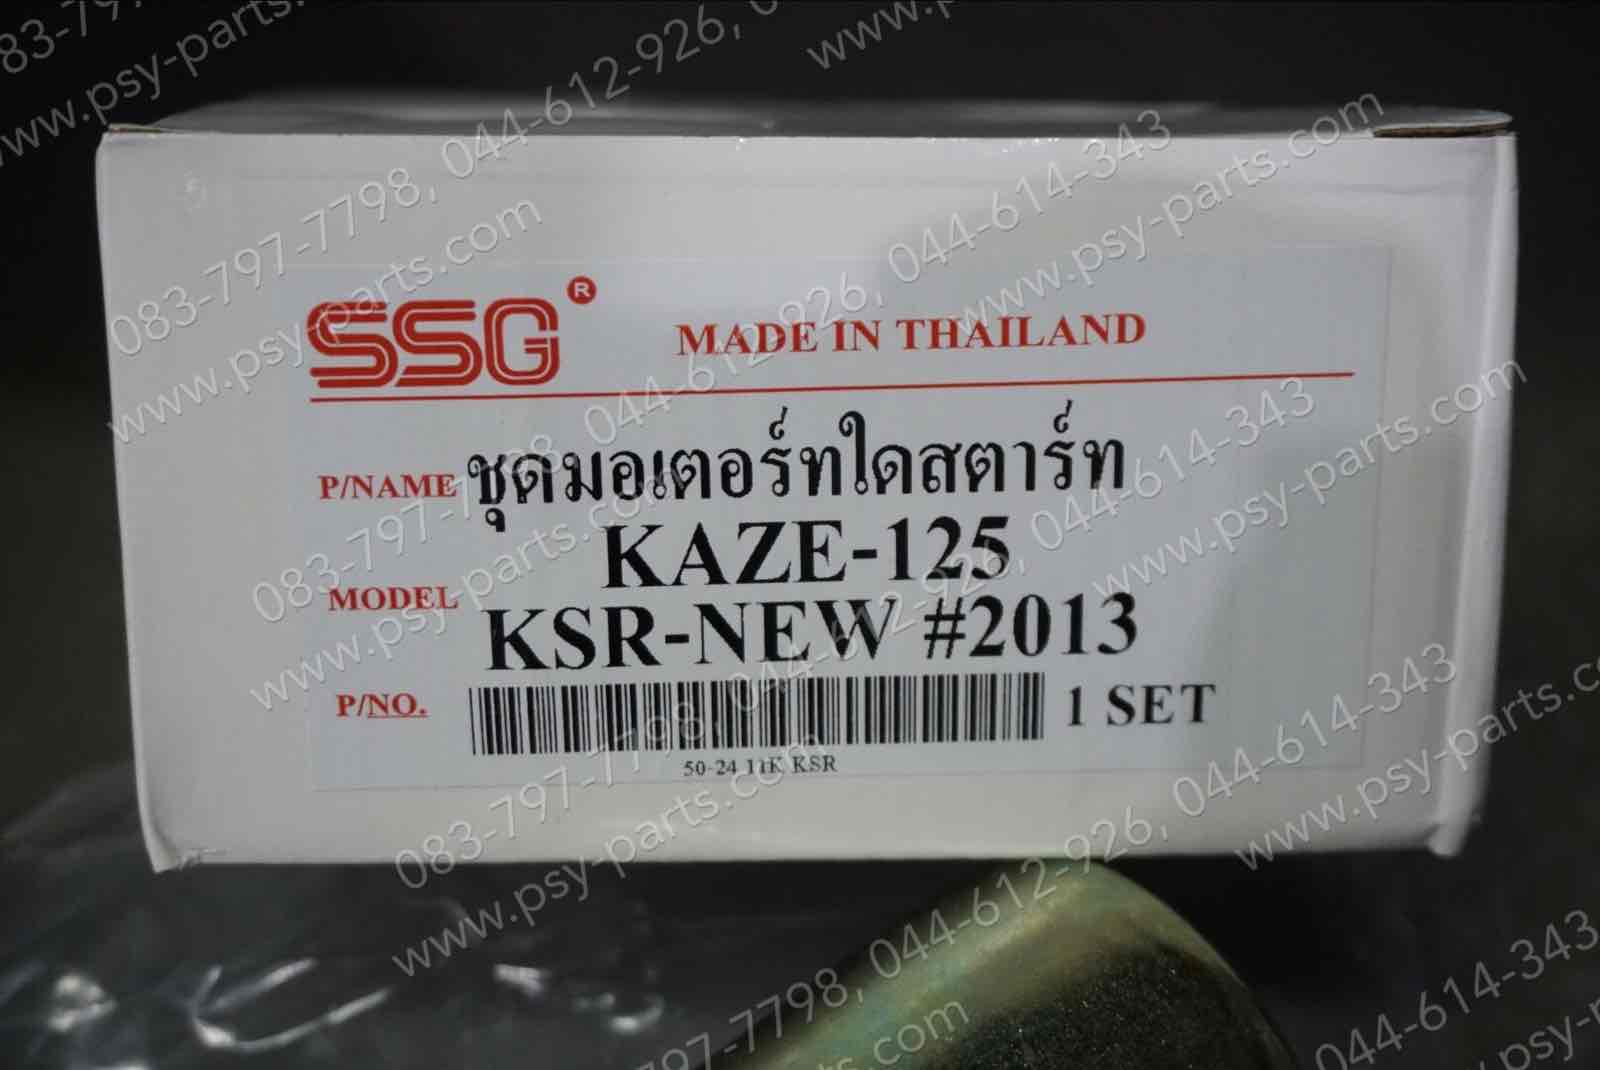 SSG®
MADE IN THAILAND
P/NAME ชุดมอเตอร์ทใดสตาร์ท
MODEL KAZE-125
KSR-NEW #2013
P/NO. 1 SET
50-24 11K KSR
083-797-7798, 044-612-926, 044-614-343
www.psy-parts.com